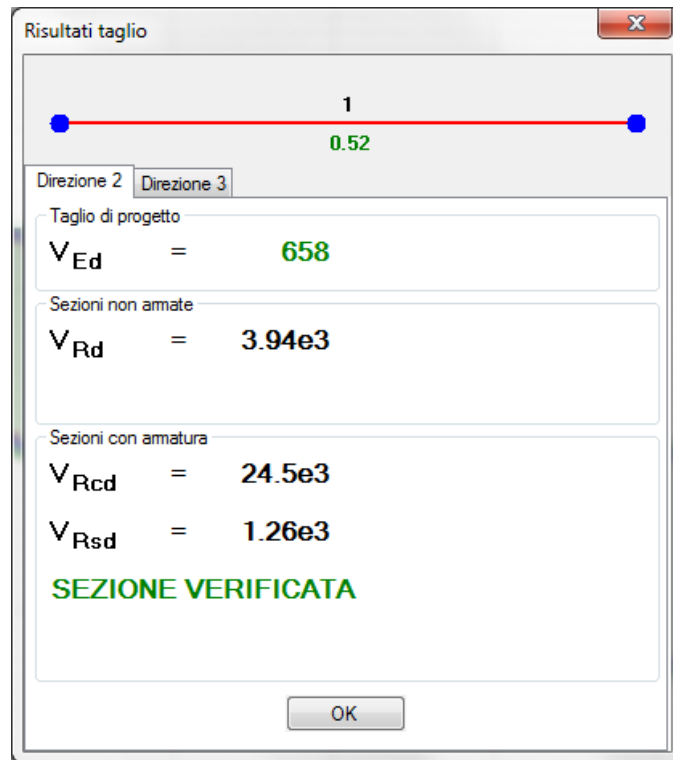 Risultati taglio
1
0.52
Direzione 2 Direzione 3
Taglio di progetto
VEd = 658
Sezioni non armate
VRd = 3.94e3
Sezioni con armatura
VRcd = 24.5e3
VRsd = 1.26e3
SEZIONE VERIFICATA
OK